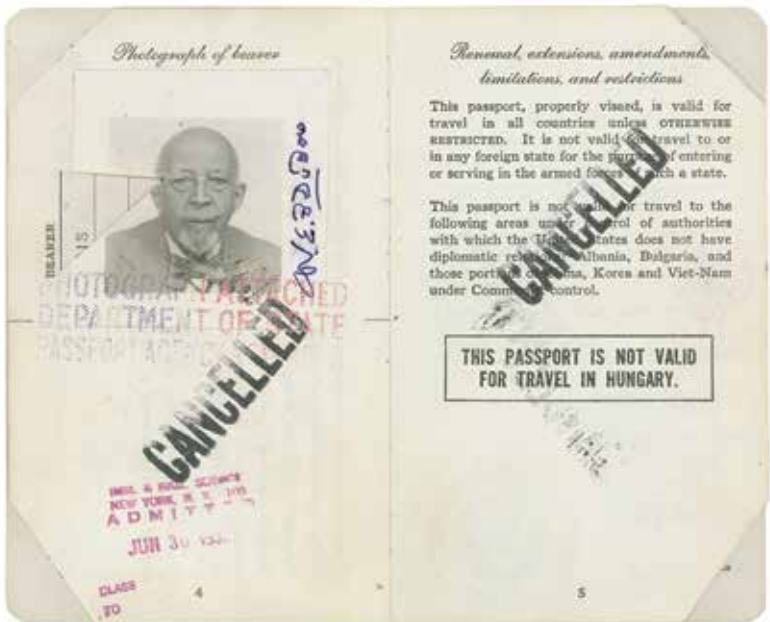 Photograph of bearer
BEARER
PHOTOGRAPH ATTACHED
DEPARTMENT OF STATE
PASSPORT
CANCELLED
NEW YORK, N. Y.
ADMITTED
JUN 30
CLASS
TO
4
Renewal, extensions, amendments,
limitations, and restrictions
This passport, properly visaed, is valid for
travel in all countries unless OTHERWISE
RESTRICTED. It is not valid for travel to or
in any foreign state for the purpose of entering
or serving in the armed forces of such a state.
This passport is not valid for travel to the
following areas under control of authorities
with which the United States does not have
diplomatic relations: Albania, Bulgaria, and
those portions of China, Korea and Viet-Nam
under Communist control.
CANCELLED
THIS PASSPORT IS NOT VALID
FOR TRAVEL IN HUNGARY.
5